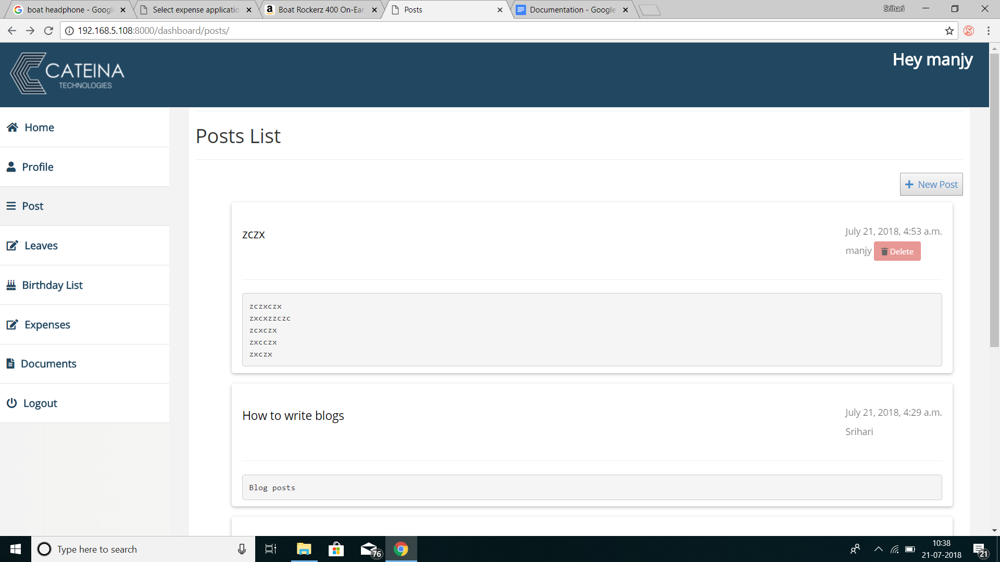 boat headphone - Googl
Select expense applicatio
Boat Rockerz 400 On-Ear
Posts
Documentation - Google
Srihari
192.168.5.108:8000/dashboard/posts/
CATEINA
TECHNOLOGIES
Hey manjy
Home
Profile
Post
Leaves
Birthday List
Expenses
Documents
Logout
Posts List
New Post
zczx
July 21, 2018, 4:53 a.m.
manjy Delete
zczxczx
zxcxzzczc
zcxczx
zxcczx
zxczx
How to write blogs
July 21, 2018, 4:29 a.m.
Srihari
Blog posts
Type here to search
76
10:38
21-07-2018
21